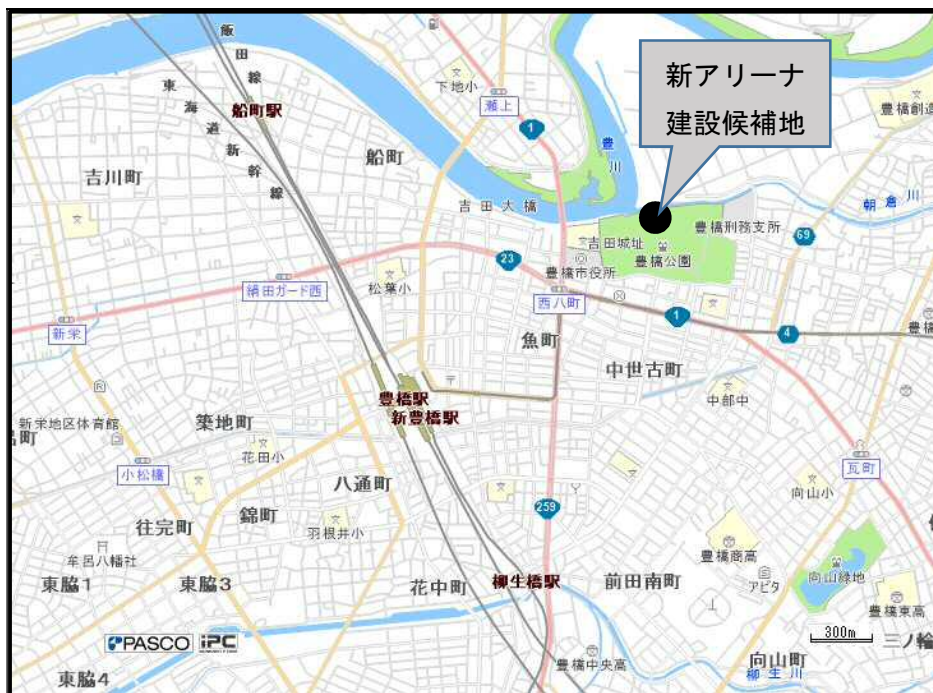 新アリーナ
建設候補地
飯田線
東海道新幹線
船町駅
下地小
瀬上
1
豊川
豊橋創造
船町
吉川町
吉田大橋
朝倉川
豊橋刑務支所
69
吉田城址
豊橋公園
豊橋市役所
23
松葉小
絹田ガード西
西八町
1
新栄
4
豊橋
魚町
中世古町
豊橋駅
新豊橋駅
中部中
新栄地区体育館
築地町
花田小
町
小松橋
八通町
瓦町
向山小
259
往完町
錦町
羽根井小
豊橋商高
牟呂八幡社
アピタ
向山緑地
東脇1
東脇3
花中町
柳生橋駅
前田南町
豊橋東高
300m
PASCO iPC
三ノ輪
豊橋中央高
向山町
柳生川
東脇4